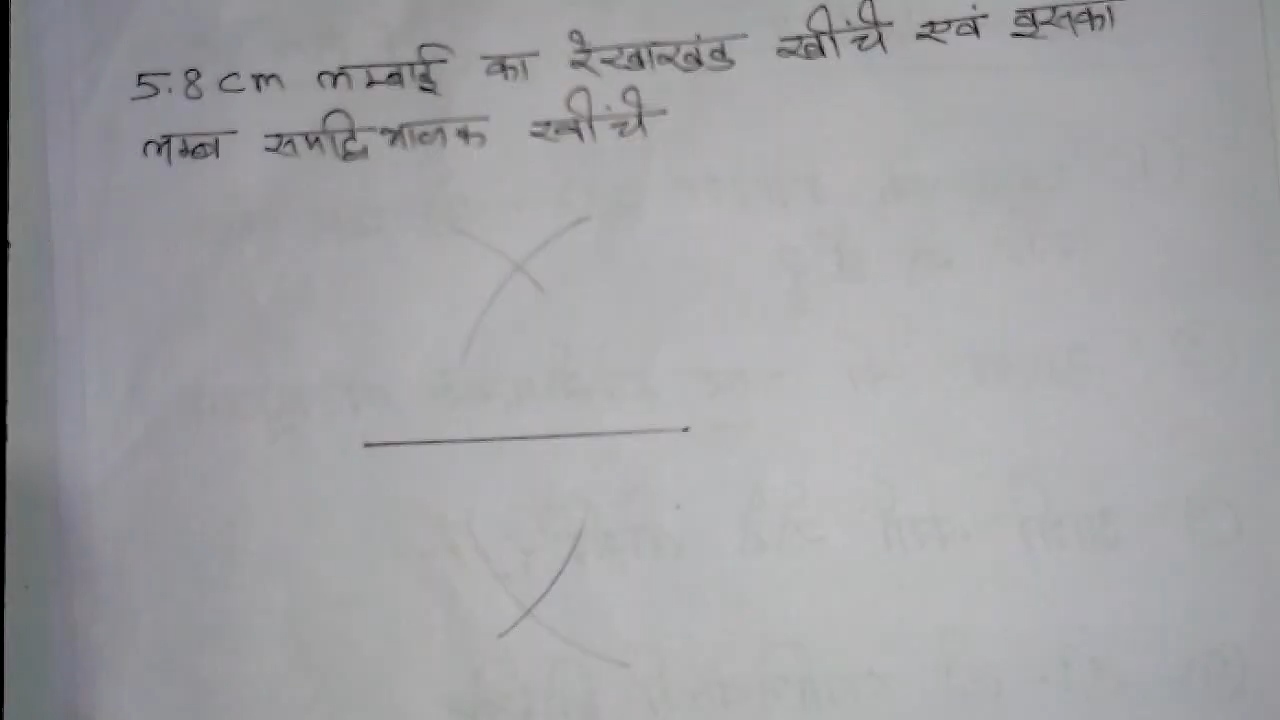 5.8 cm लम्बाई का रेखाखंड खींचे एवं इसका
लम्ब समद्विभाजक खींचे